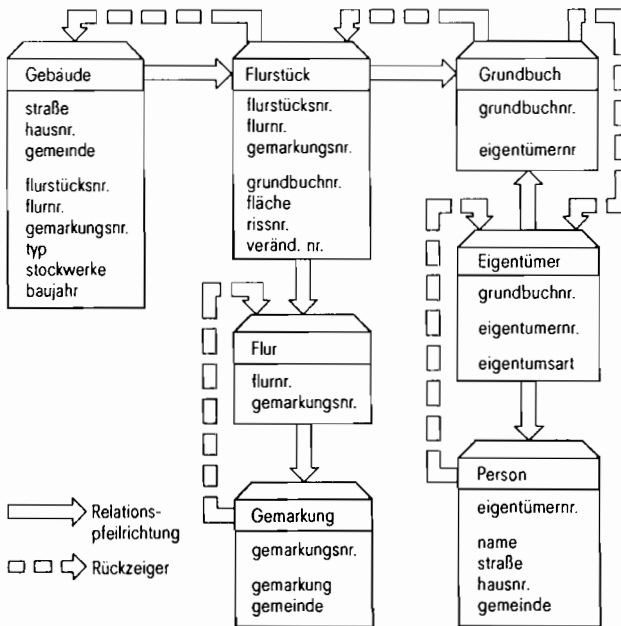 Gebäude
straße
hausnr.
gemeinde
flurstücksnr.
flurnr.
gemarkungsnr.
typ
stockwerke
baujahr
Flurstück
flurstücksnr.
flurnr.
gemarkungsnr.
grundbuchnr.
fläche
rissnr.
veränd. nr.
Grundbuch
grundbuchnr.
eigentümernr
Eigentümer
grundbuchnr.
eigentumernr.
eigentumsart
Flur
flurnr.
gemarkungsnr.
Gemarkung
gemarkungsnr.
gemarkung
gemeinde
Person
eigentümernr.
name
straße
hausnr.
gemeinde
Relations-
pfeilrichtung
Rückzeiger